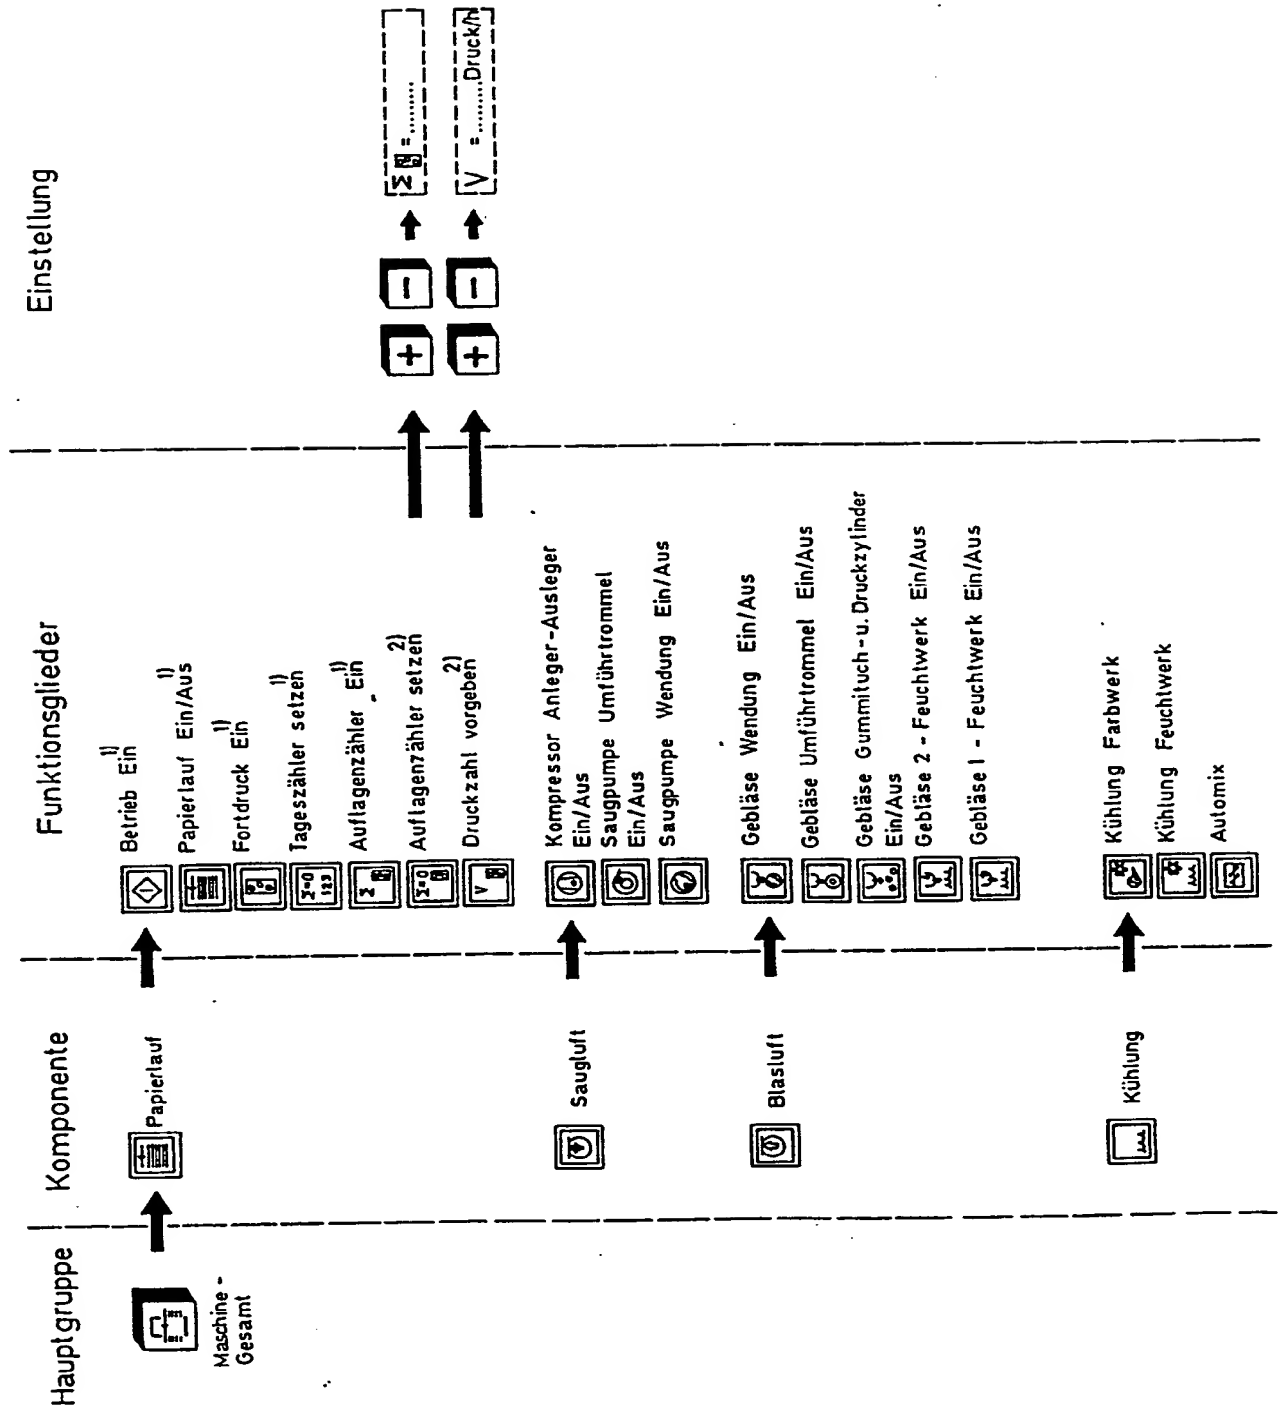 Hauptgruppe
Komponente
Funktionsglieder
Einstellung
Maschine -
Gesamt
Papierlauf
Betrieb Ein 1)
Papierlauf Ein/Aus 1)
Fortdruck Ein 1)
Σ=0
123
Tageszähler setzen 1)
Σ
Auflagenzähler Ein 1)
Σ=0
Auflagenzähler setzen 2)
+ - Σ =.........
V
Druckzahl vorgeben 2)
+ - V =.........Druck/h
Saugluft
Kompressor Anleger-Ausleger
Ein/Aus
Saugpumpe Umführtrommel
Ein/Aus
Saugpumpe Wendung Ein/Aus
Blasluft
Gebläse Wendung Ein/Aus
Gebläse Umführtrommel Ein/Aus
Gebläse Gummituch-u. Druckzylinder
Ein/Aus
Gebläse 2 - Feuchtwerk Ein/Aus
Gebläse 1 - Feuchtwerk Ein/Aus
Kühlung
Kühlung Farbwerk
Kühlung Feuchtwerk
Automix